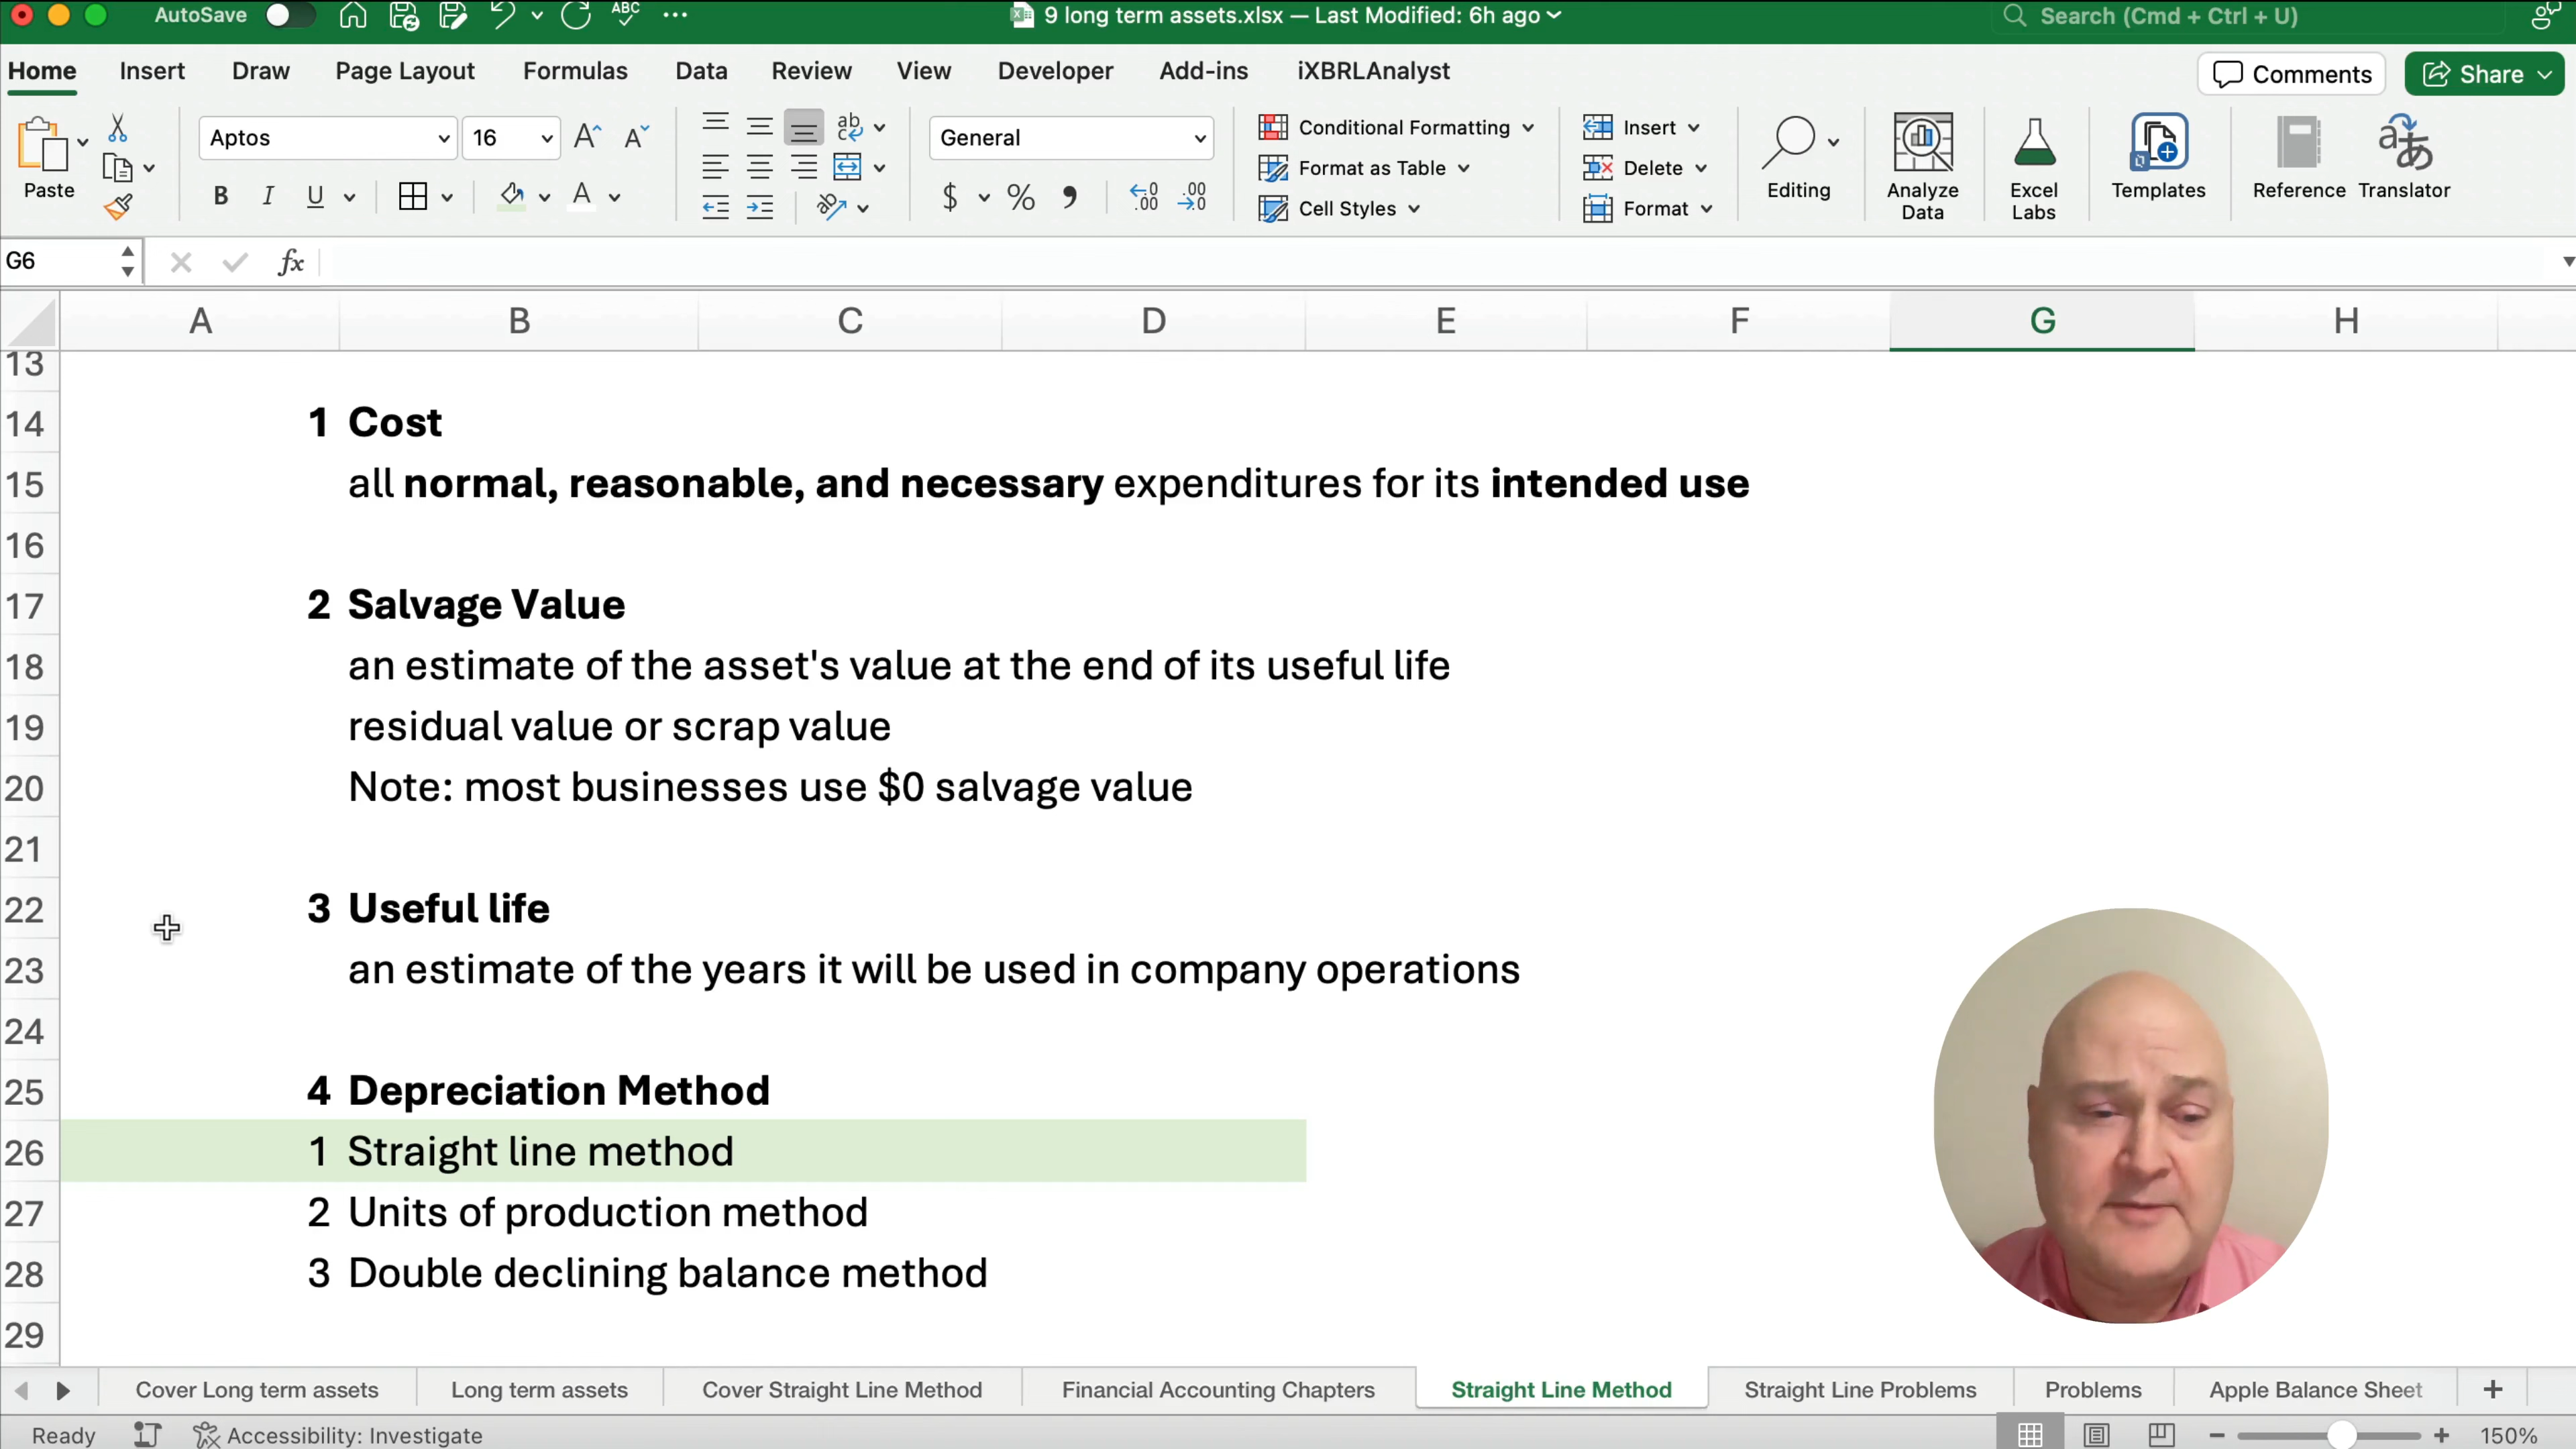 AutoSave
ABC
9 long term assets.xlsx — Last Modified: 6h ago
Search (Cmd + Ctrl + U)
Home Insert Draw Page Layout Formulas Data Review View Developer Add-ins iXBRLAnalyst
Comments Share
Paste
Aptos 16
B I U A
ab
General
$ % 9
.00 .00
Conditional Formatting
Format as Table
Cell Styles
Insert
Delete
Format
Editing
Analyze Data
Excel Labs
Templates
Reference
Translator
G6 fx
A B C D E F G H
13
14 1 Cost
15 all normal, reasonable, and necessary expenditures for its intended use
16
17 2 Salvage Value
18 an estimate of the asset's value at the end of its useful life
19 residual value or scrap value
20 Note: most businesses use $0 salvage value
21
22 3 Useful life
23 an estimate of the years it will be used in company operations
24
25 4 Depreciation Method
26 1 Straight line method
27 2 Units of production method
28 3 Double declining balance method
29
Cover Long term assets Long term assets Cover Straight Line Method Financial Accounting Chapters Straight Line Method Straight Line Problems Problems Apple Balance Sheet
Ready Accessibility: Investigate 150%